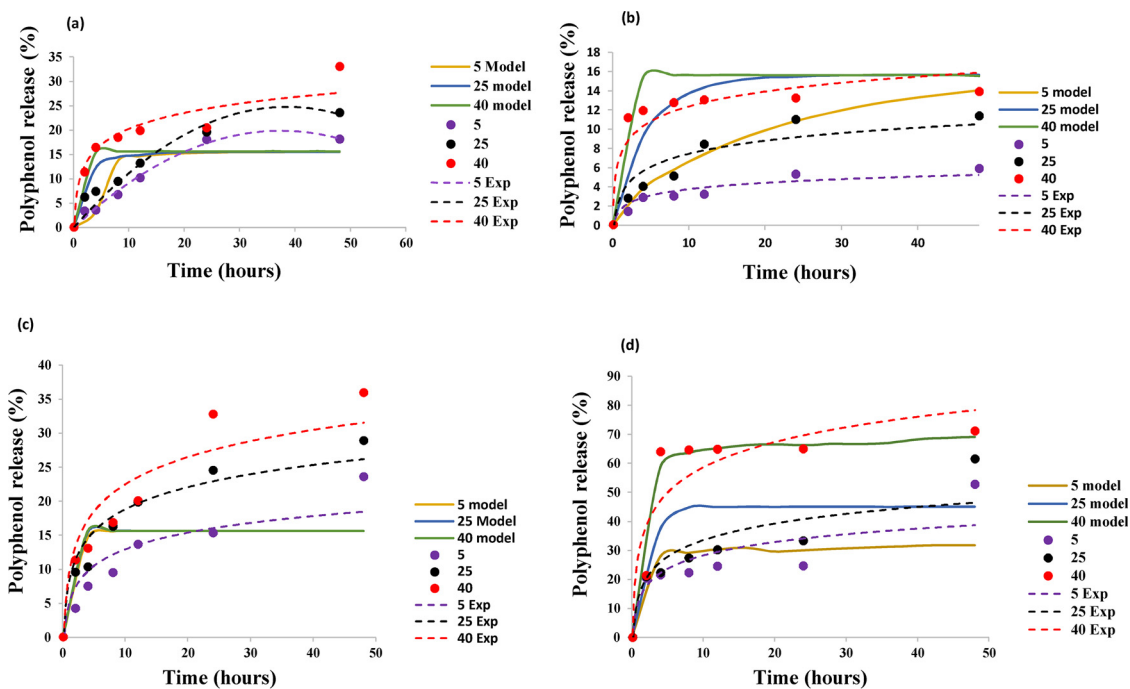 (a)
Polyphenol release (%)
35
30
25
20
15
10
5
0
0 10 20 30 40 50 60
Time (hours)
5 Model
25 Model
40 model
5
25
40
5 Exp
25 Exp
40 Exp
(b)
Polyphenol release (%)
18
16
14
12
10
8
6
4
2
0
0 10 20 30 40
Time (hours)
5 model
25 model
40 model
5
25
40
5 Exp
25 Exp
40 Exp
(c)
Polyphenol release (%)
40
35
30
25
20
15
10
5
0
0 10 20 30 40 50
Time (hours)
5 model
25 Model
40 model
5
25
40
5 Exp
25 Exp
40 Exp
(d)
Polyphenol release (%)
90
80
70
60
50
40
30
20
10
0
0 10 20 30 40 50
Time (hours)
5 model
25 model
40 model
5
25
40
5 Exp
25 Exp
40 Exp